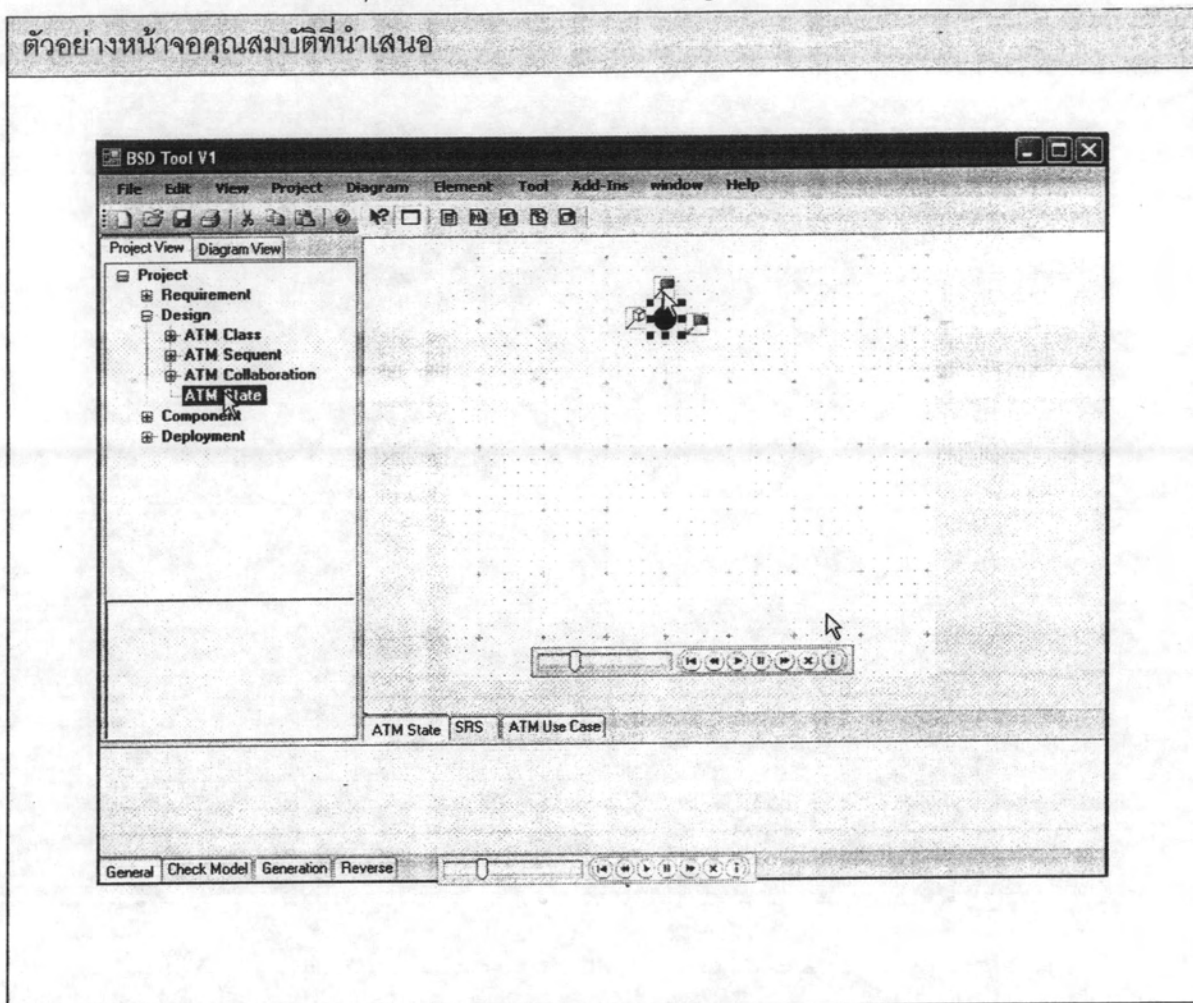 ตัวอย่างหน้าจอคุณสมบัติที่นำเสนอ
BSD Tool V1
File Edit View Project Diagram Element Tool Add-Ins window Help
Project View Diagram View
Project
Requirement
Design
ATM Class
ATM Sequent
ATM Collaboration
ATM State
Component
Deployment
ATM State SRS ATM Use Case
General Check Model Generation Reverse